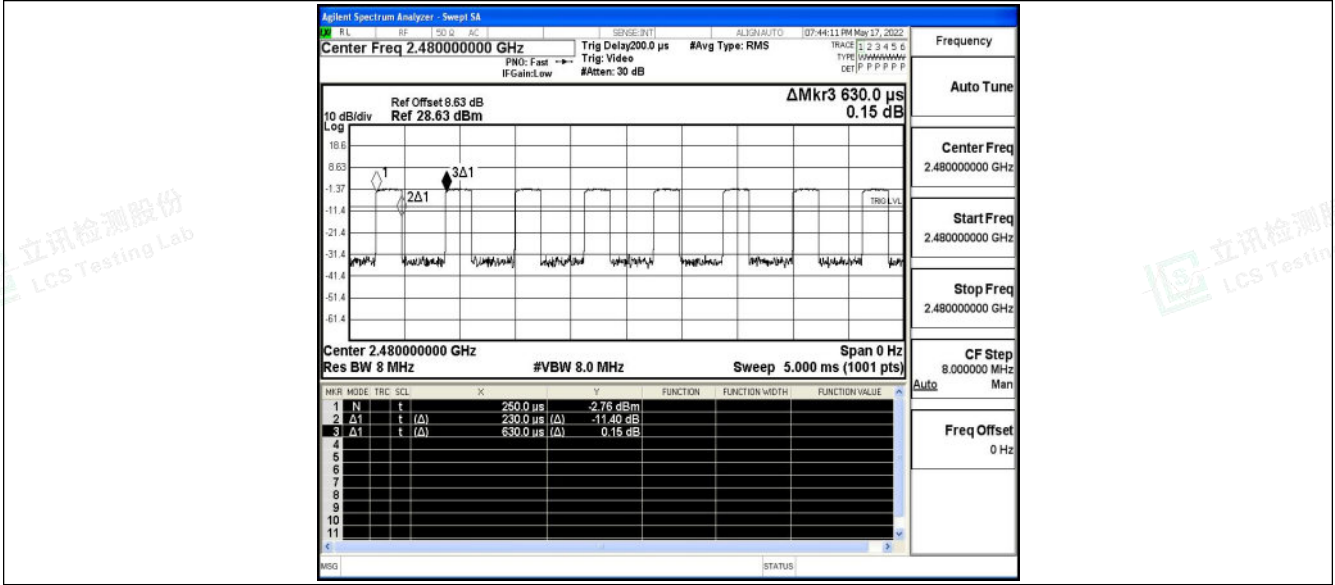 Agilent Spectrum Analyzer - Swept SA
RL RF 50 Ω AC SENSE:INT ALIGNAUTO 07:44:11 PM May 17, 2022
Center Freq 2.480000000 GHz
PNO: Fast
IFGain:Low
Trig Delay200.0 µs
Trig: Video
#Atten: 30 dB
#Avg Type: RMS
TRACE 1 2 3 4 5 6
TYPE WWWWWW
DET P P P P P P
Frequency
Auto Tune
Center Freq
2.480000000 GHz
Start Freq
2.480000000 GHz
Stop Freq
2.480000000 GHz
CF Step
8.000000 MHz
Auto Man
Freq Offset
0 Hz
ΔMkr3 630.0 µs
0.15 dB
Ref Offset 8.63 dB
10 dB/div Ref 28.63 dBm
Log
18.6
8.63
-1.37
-11.4
-21.4
-31.4
-41.4
-51.4
-61.4
1
2Δ1
3Δ1
TRIG LVL
Center 2.480000000 GHz Span 0 Hz
Res BW 8 MHz #VBW 8.0 MHz Sweep 5.000 ms (1001 pts)
MKR MODE TRC SCL X Y FUNCTION FUNCTION WIDTH FUNCTION VALUE
1 N t 250.0 µs -2.76 dBm
2 Δ1 t (Δ) 230.0 µs (Δ) -11.40 dB
3 Δ1 t (Δ) 630.0 µs (Δ) 0.15 dB
4
5
6
7
8
9
10
11
MSG STATUS
立讯检测股份
LCS Testing Lab
LCS
立讯检测
LCS Testin